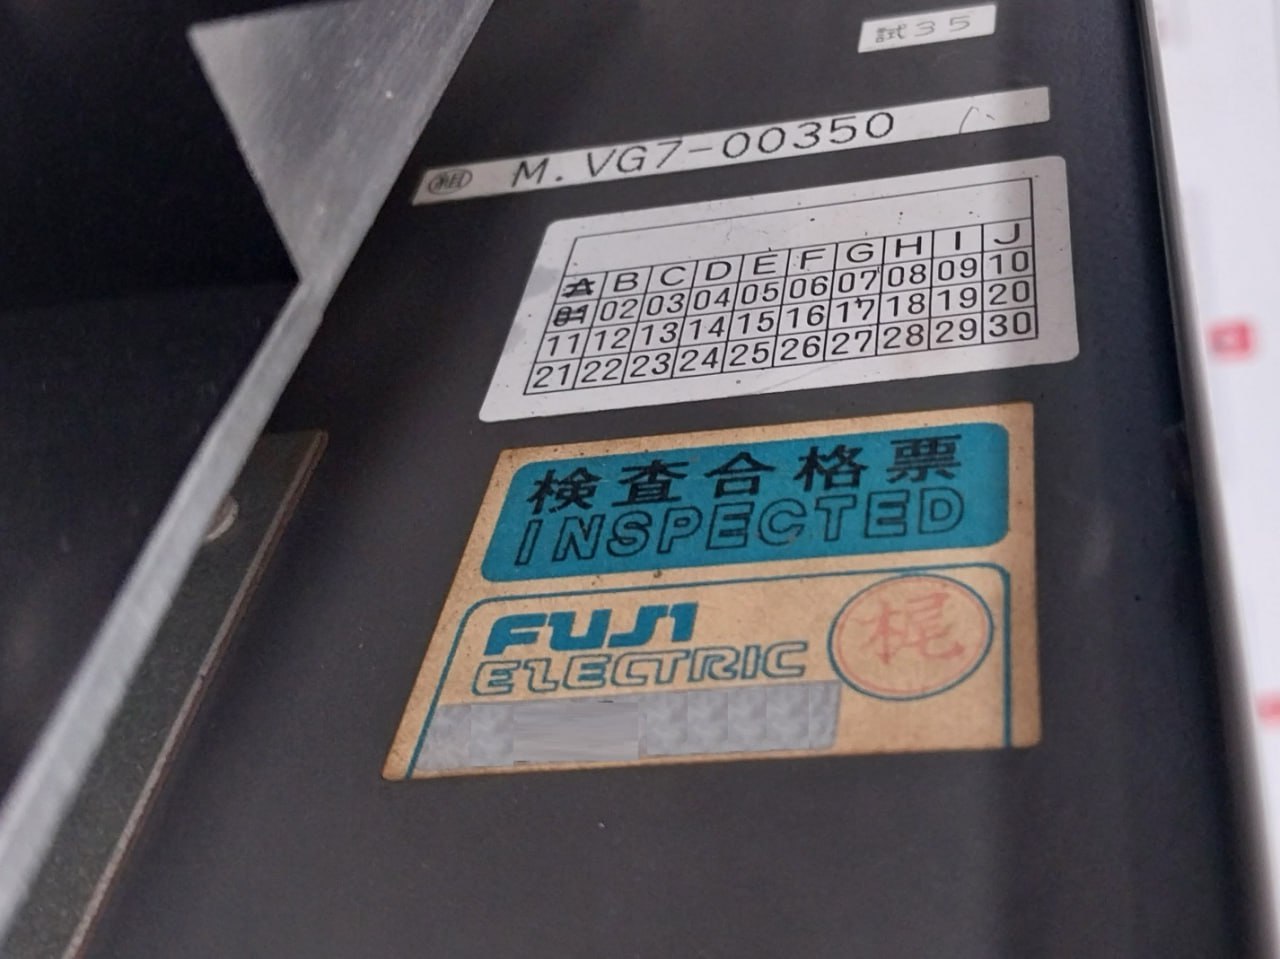 試35
M.VG7-00350
A B C D E F G H I J
01 02 03 04 05 06 07 08 09 10
11 12 13 14 15 16 17 18 19 20
21 22 23 24 25 26 27 28 29 30
検査合格票
INSPECTED
FUJI
ELECTRIC
梶